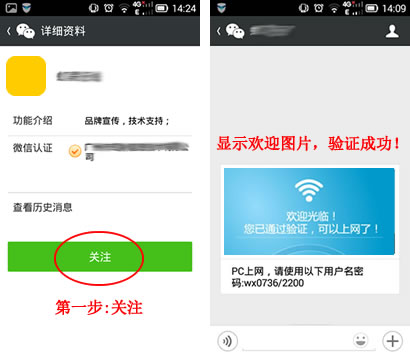 14:24
详细资料
功能介绍 品牌宣传，技术支持；
微信认证
司
查看历史消息
关注
第一步:关注
14:09
显示欢迎图片，验证成功！
欢迎光临！
您已通过验证，可以上网了！
PC上网，请使用以下用户名密
码:wx0736/2200